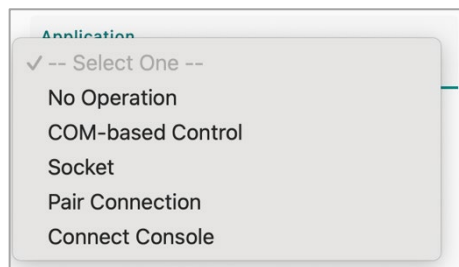 Application
✓ -- Select One --
No Operation
COM-based Control
Socket
Pair Connection
Connect Console